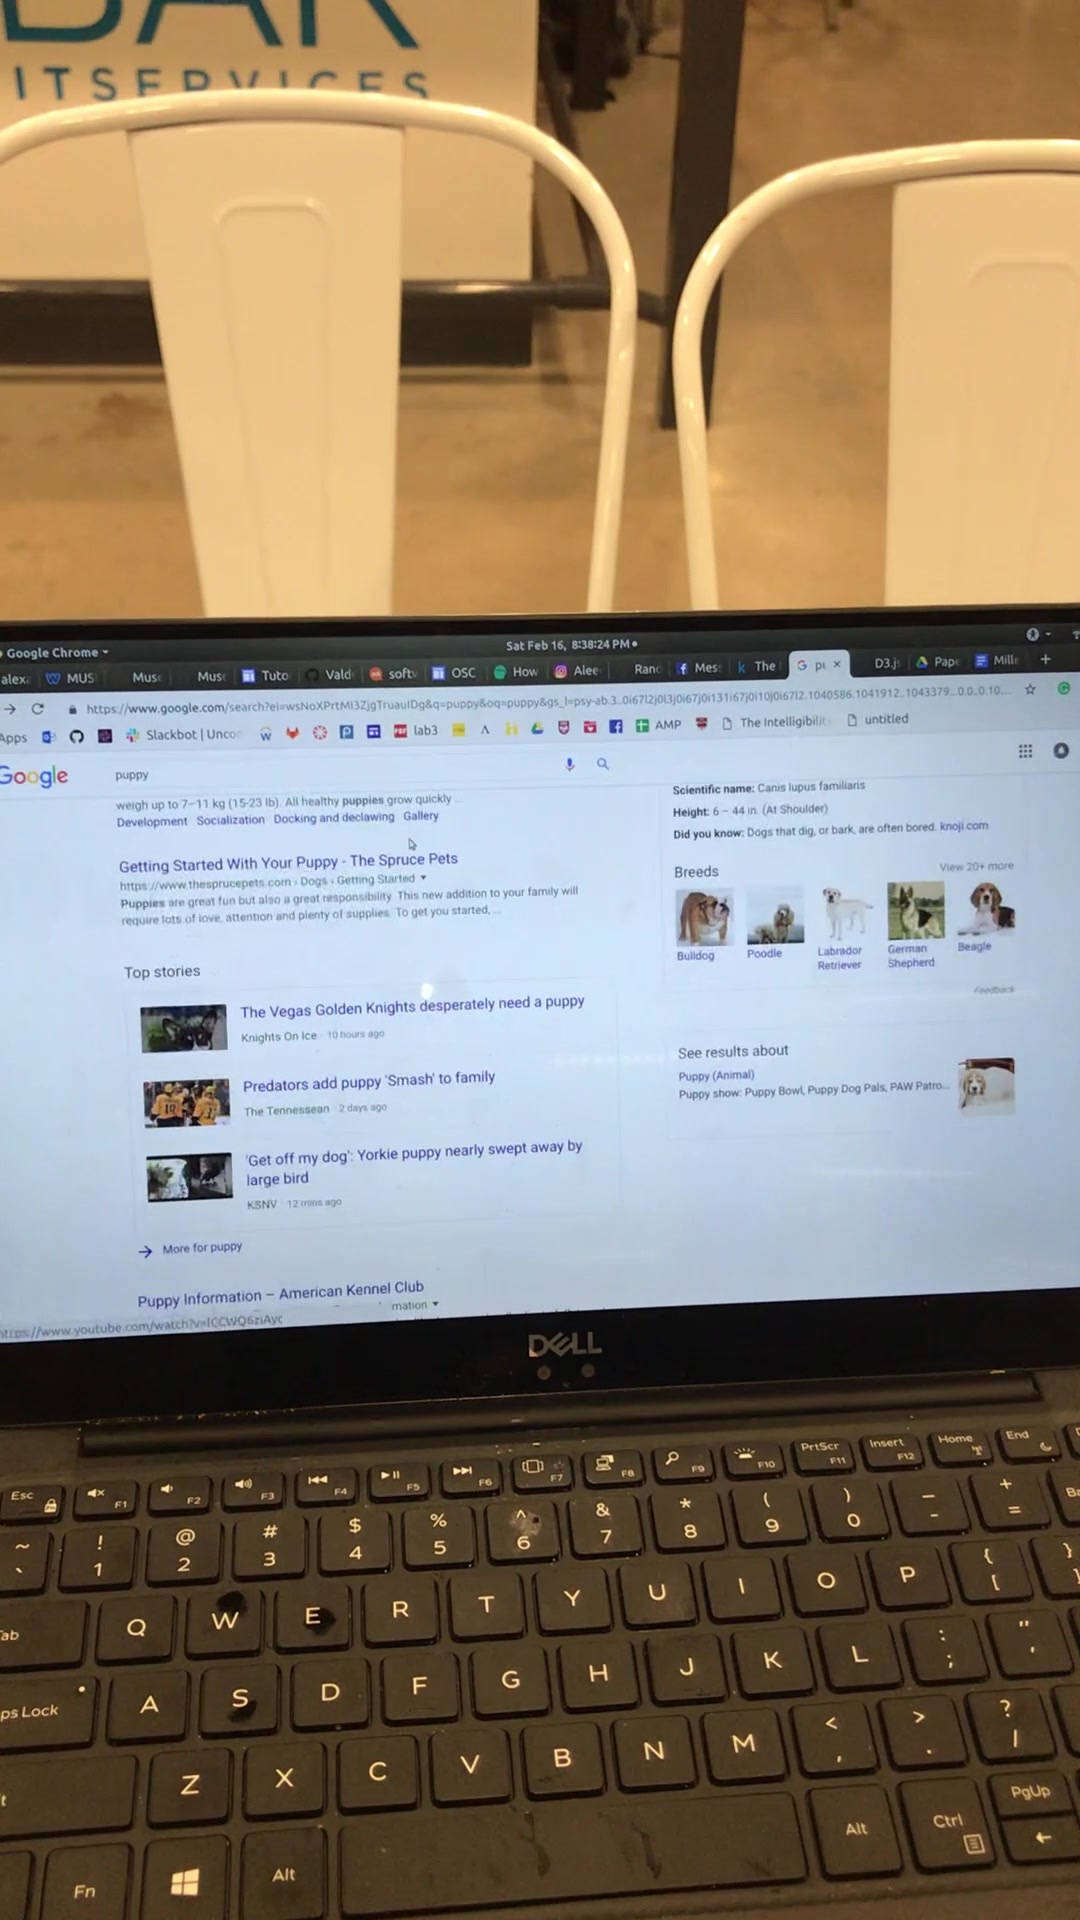 BAR
ITSERVICES
Google Chrome
Sat Feb 16, 8:38:24 PM
MUS Muse Muse Tuto Vald softv OSC How Alee Ranc Mes The D3.js Pape Mille
Apps Slackbot | Unco lab3 AMP The Intelligibilit untitled
Google puppy
weigh up to 7–11 kg (15-23 lb). All healthy puppies grow quickly ...
Development Socialization Docking and declawing Gallery
Getting Started With Your Puppy - The Spruce Pets
https://www.thesprucepets.com › Dogs › Getting Started
Puppies are great fun but also a great responsibility. This new addition to your family will
require lots of love, attention and plenty of supplies. To get you started, ...
Top stories
The Vegas Golden Knights desperately need a puppy
Knights On Ice · 10 hours ago
Predators add puppy 'Smash' to family
The Tennessean · 2 days ago
'Get off my dog': Yorkie puppy nearly swept away by
large bird
KSNV · 12 mins ago
→ More for puppy
Puppy Information – American Kennel Club
mation
Scientific name: Canis lupus familiaris
Height: 6 – 44 in. (At Shoulder)
Did you know: Dogs that dig, or bark, are often bored. knoji.com
Breeds
View 20+ more
Bulldog
Poodle
Labrador
Retriever
German
Shepherd
Beagle
Feedback
See results about
Puppy (Animal)
Puppy show: Puppy Bowl, Puppy Dog Pals, PAW Patro...
DELL
Esc F1 F2 F3 F4 F5 F6 F7 F8 F9 F10 PrtScr F11 Insert F12 Home End
~ ` ! 1 @ 2 # 3 $ 4 % 5 ^ 6 & 7 * 8 ( 9 ) 0 _ - + = Ba
ab Q W E R T Y U I O P { [ } ]
ps Lock A S D F G H J K L : ; " '
t Z X C V B N M < , > . ? /
Fn Alt Alt Ctrl PgUp